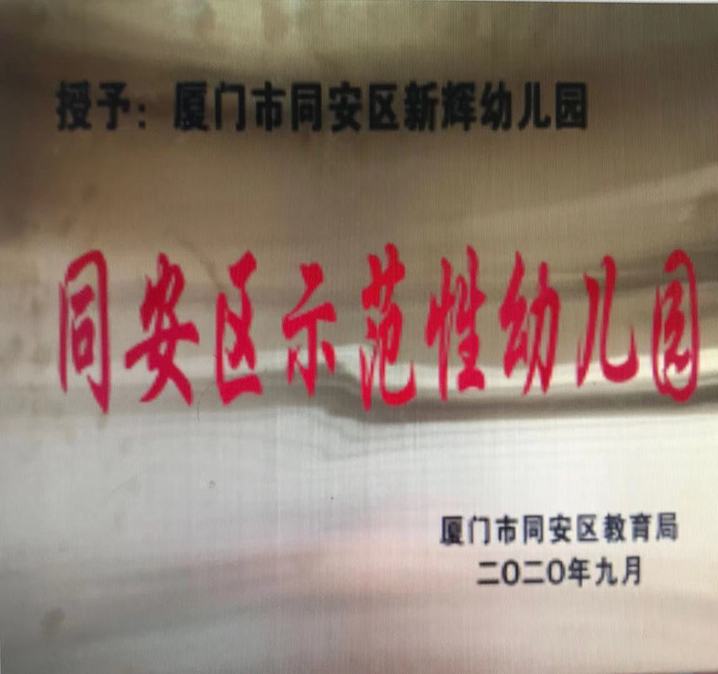 授予：厦门市同安区新辉幼儿园
同安区示范性幼儿园
厦门市同安区教育局
二〇二〇年九月